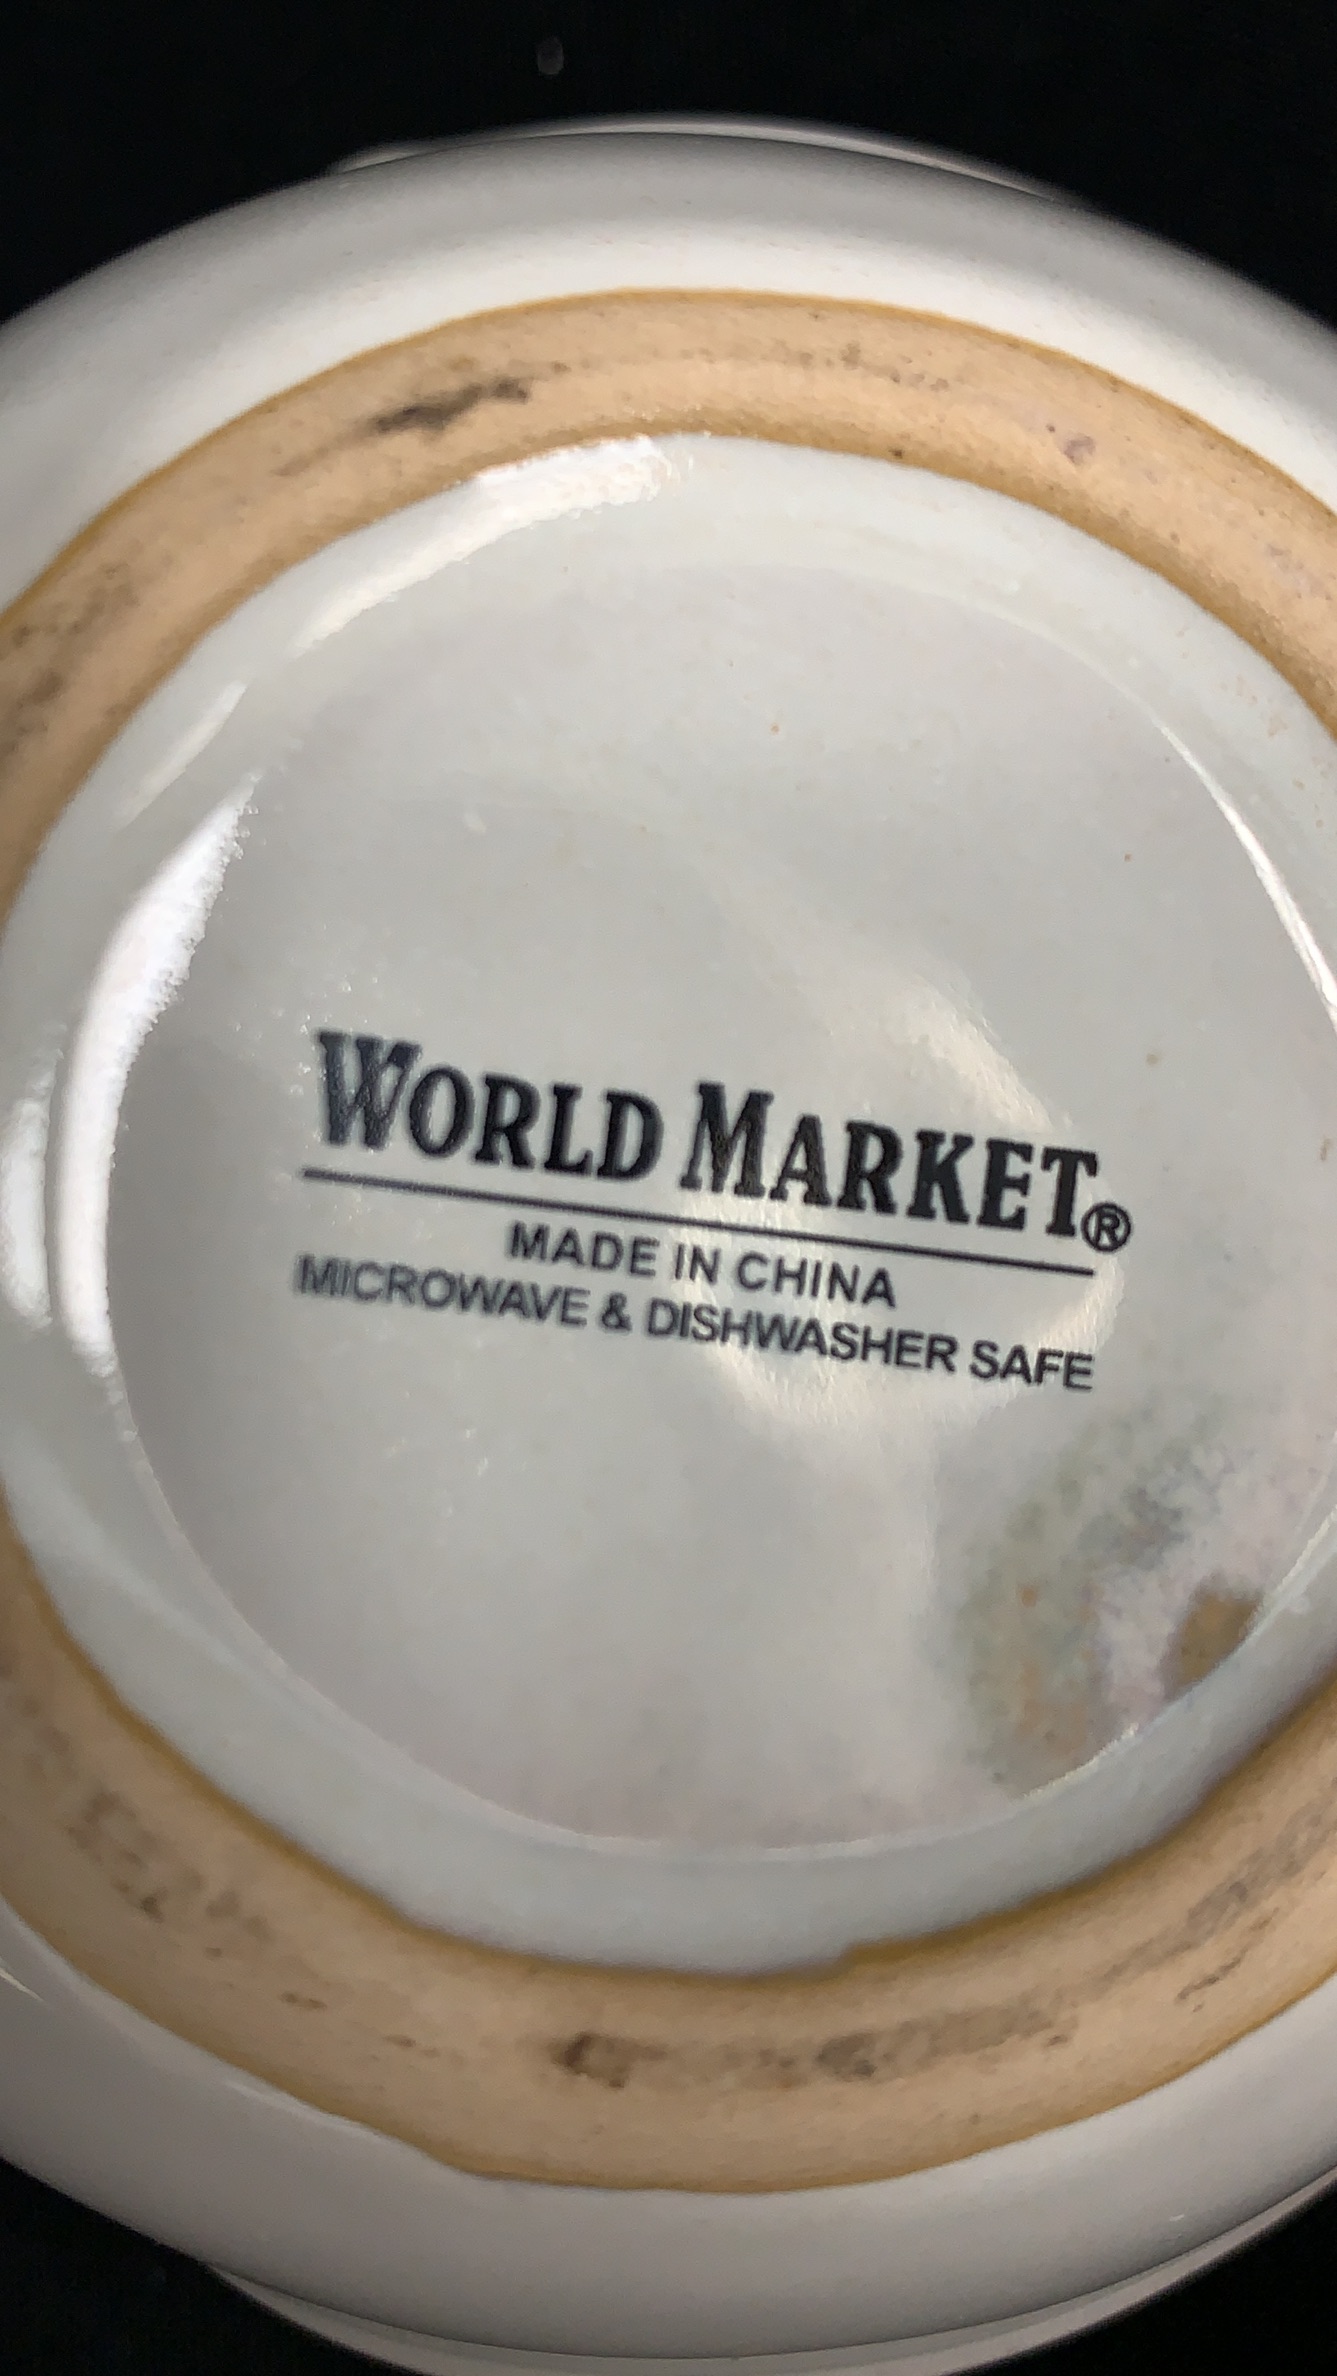 WORLD MARKET®
MADE IN CHINA
MICROWAVE & DISHWASHER SAFE